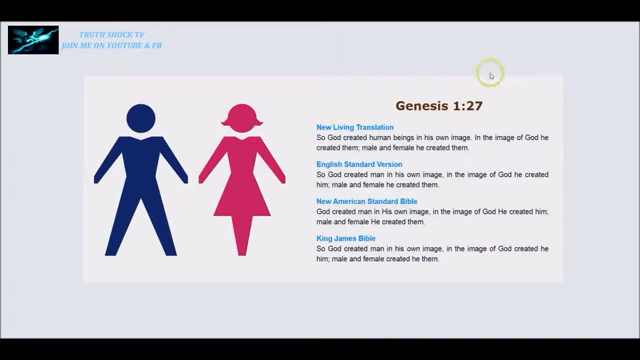 TRUTH SHOCK TV
JOIN ME ON YOUTUBE & FB
Genesis 1:27
New Living Translation
So God created human beings in his own image. In the image of God he
created them; male and female he created them.
English Standard Version
So God created man in his own image, in the image of God he created
him; male and female he created them.
New American Standard Bible
God created man in His own image, in the image of God He created him;
male and female He created them.
King James Bible
So God created man in his own image, in the image of God created he
him; male and female created he them.